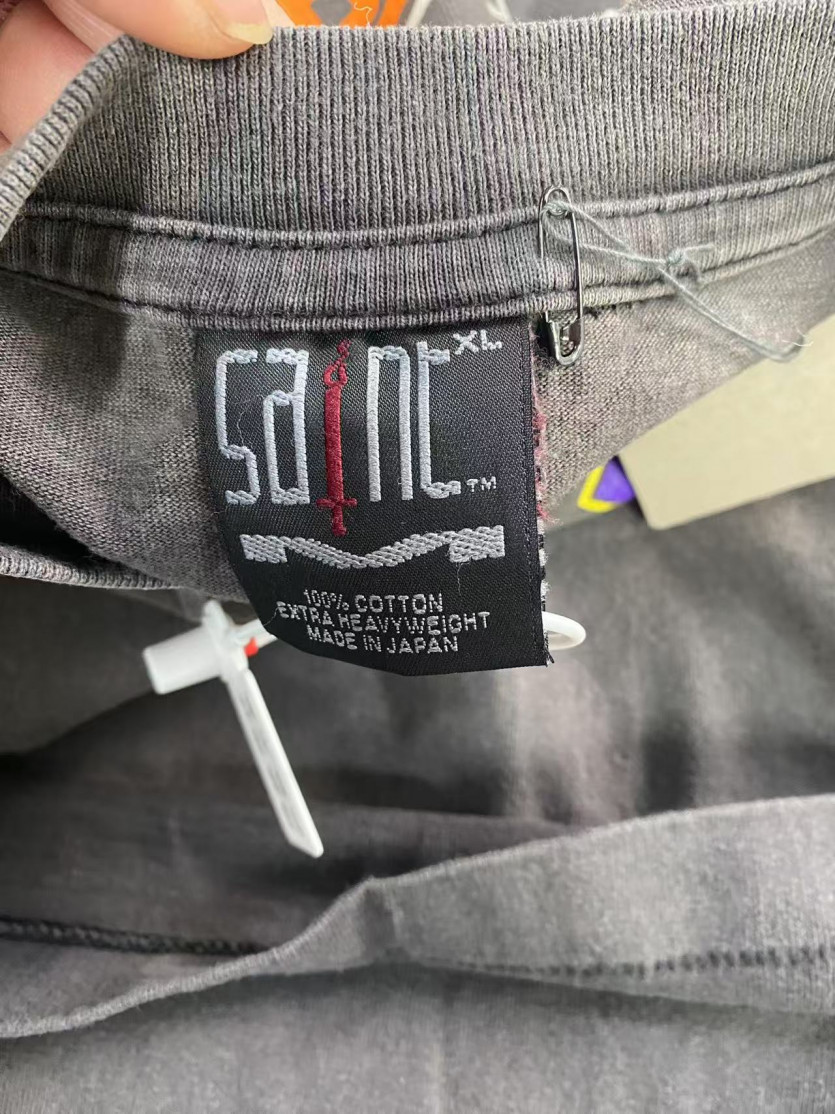 saint XL
TM
100% COTTON
EXTRA HEAVYWEIGHT
MADE IN JAPAN